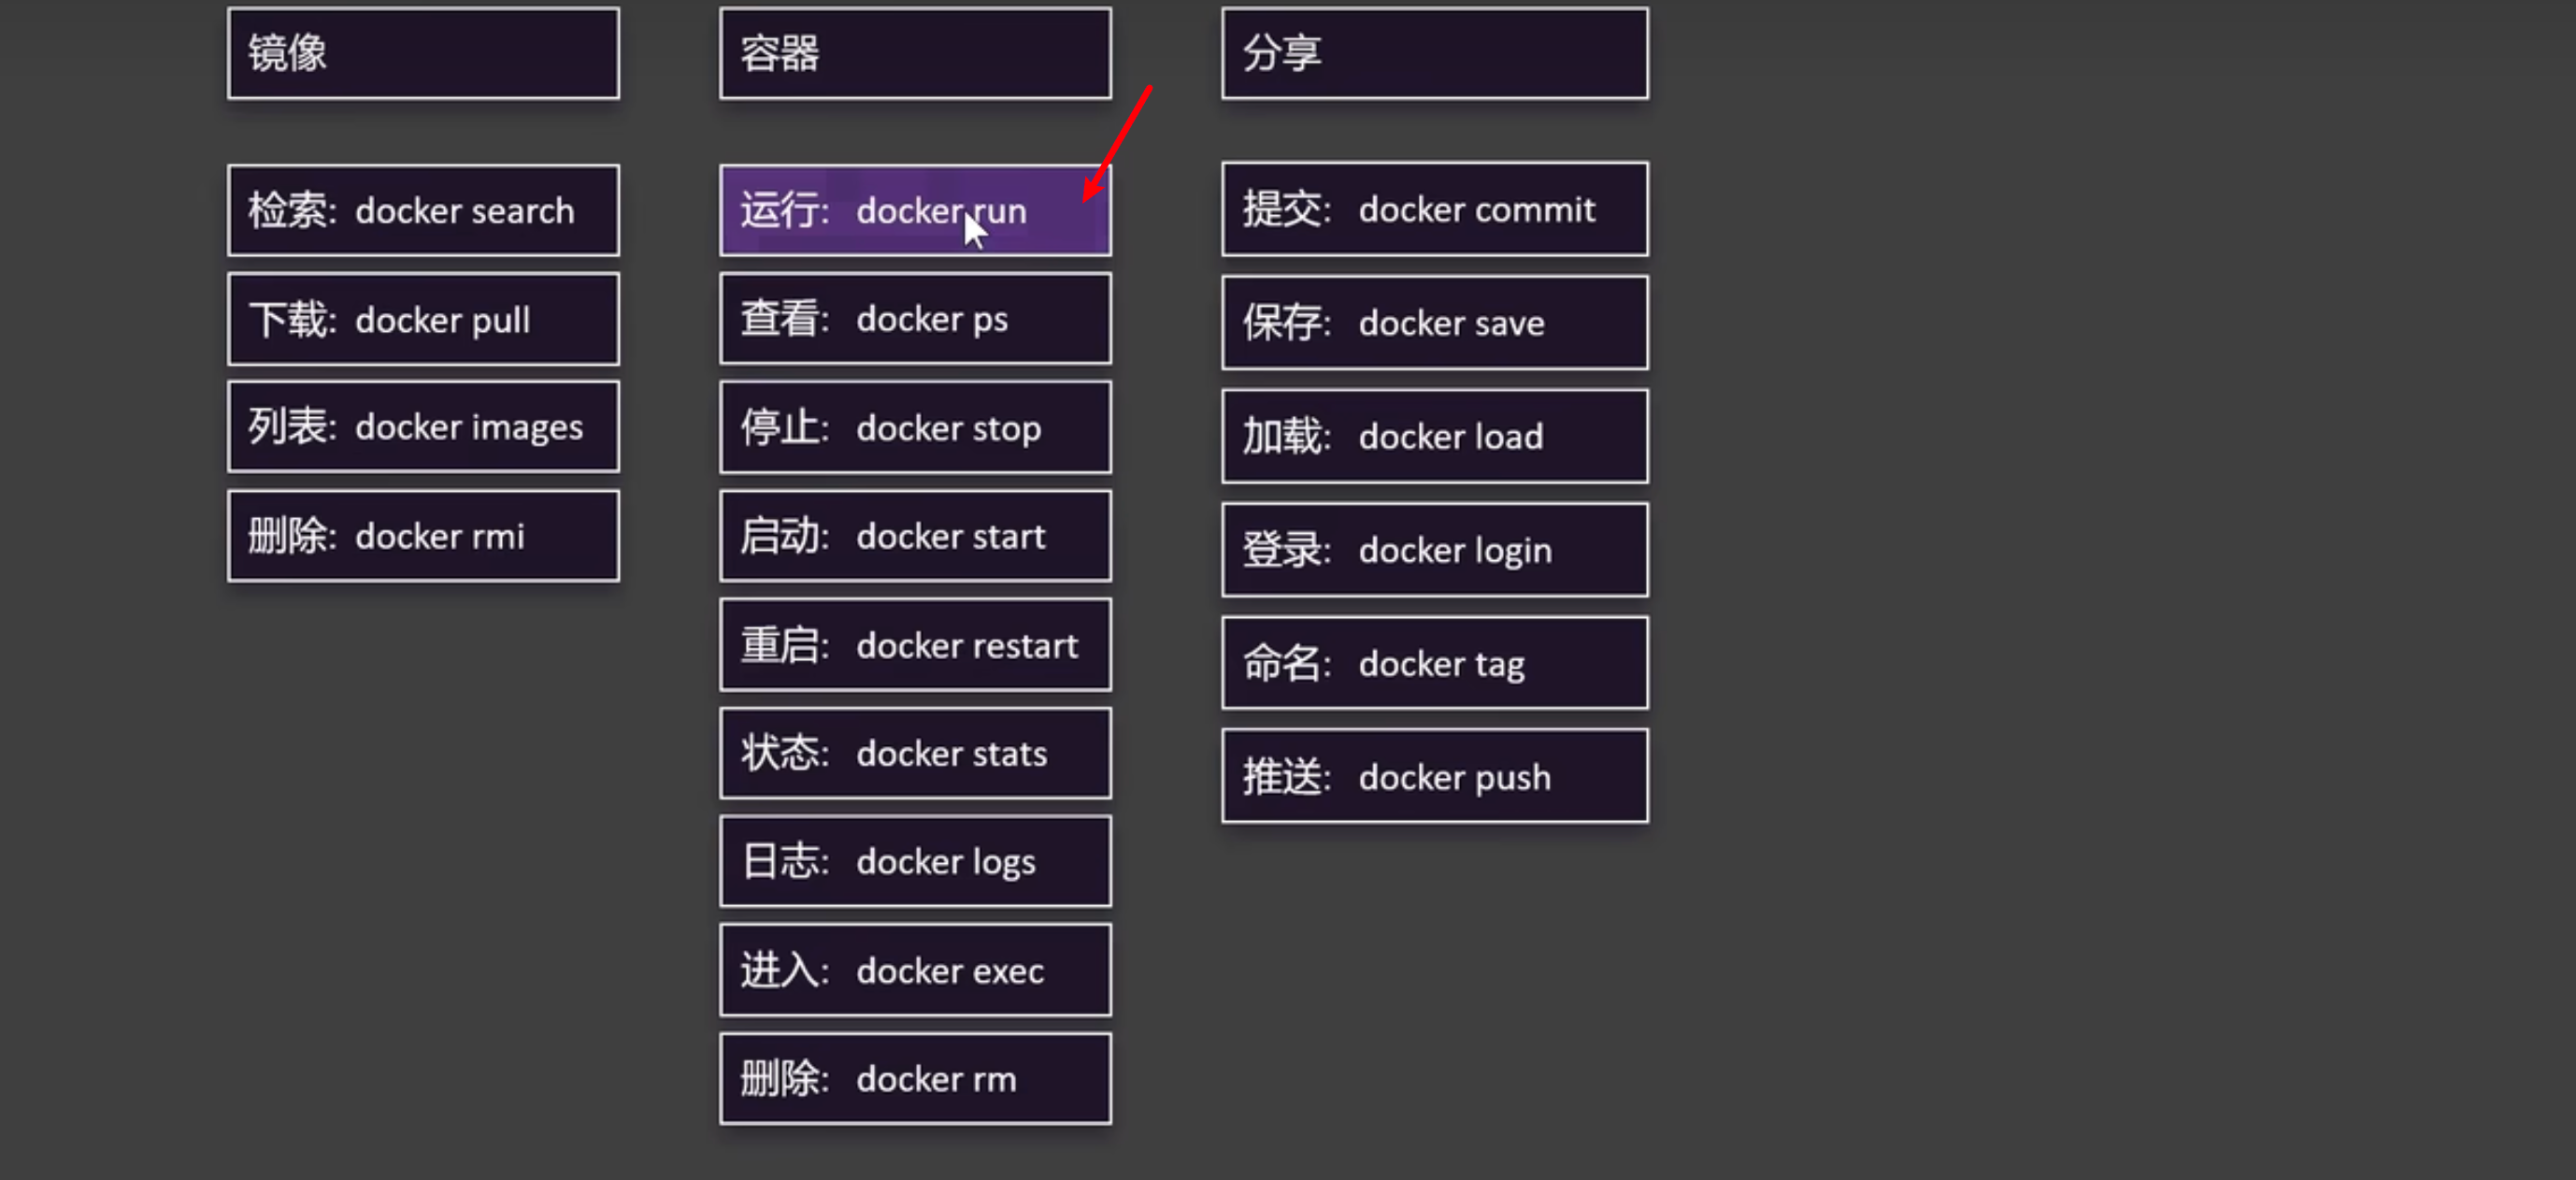 镜像
检索: docker search
下载: docker pull
列表: docker images
删除: docker rmi
容器
运行: docker run
查看: docker ps
停止: docker stop
启动: docker start
重启: docker restart
状态: docker stats
日志: docker logs
进入: docker exec
删除: docker rm
分享
提交: docker commit
保存: docker save
加载: docker load
登录: docker login
命名: docker tag
推送: docker push